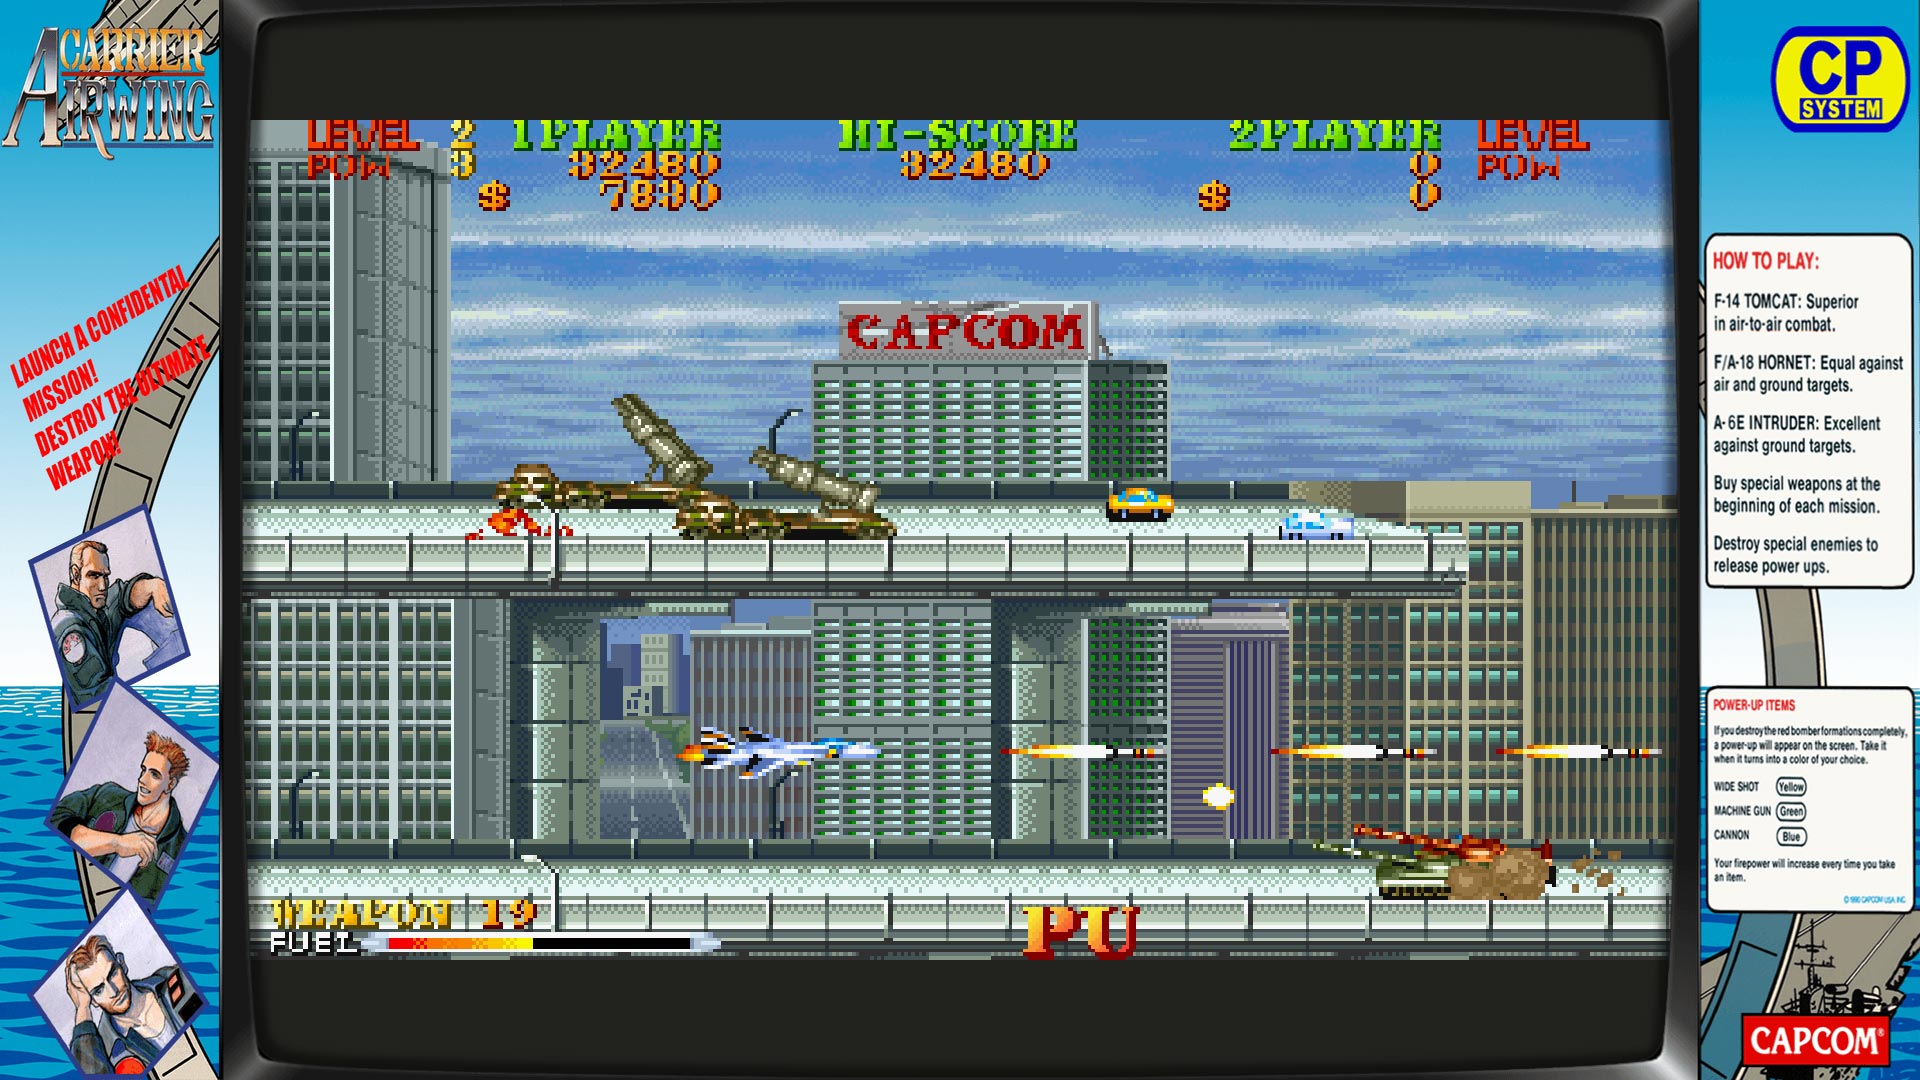 CARRIER
AIRWING
LAUNCH A CONFIDENTIAL
MISSION!
DESTROY THE ULTIMATE
WEAPON!
LEVEL 2
POW 3
1PLAYER
32480
$ 7830
HI-SCORE
32480
2PLAYER
0
$ 0
LEVEL
POW
CAPCOM
WEAPON 19
FUEL
PU
CP
SYSTEM
HOW TO PLAY:
F-14 TOMCAT: Superior
in air-to-air combat.
F/A-18 HORNET: Equal against
air and ground targets.
A-6E INTRUDER: Excellent
against ground targets.
Buy special weapons at the
beginning of each mission.
Destroy special enemies to
release power ups.
POWER-UP ITEMS
If you destroy the red bomber formations completely,
a power-up will appear on the screen. Take it
when it turns into a color of your choice.
WIDE SHOT Yellow
MACHINE GUN Green
CANNON Blue
Your firepower will increase every time you take
an item.
© 1990 CAPCOM USA, INC.
CAPCOM®